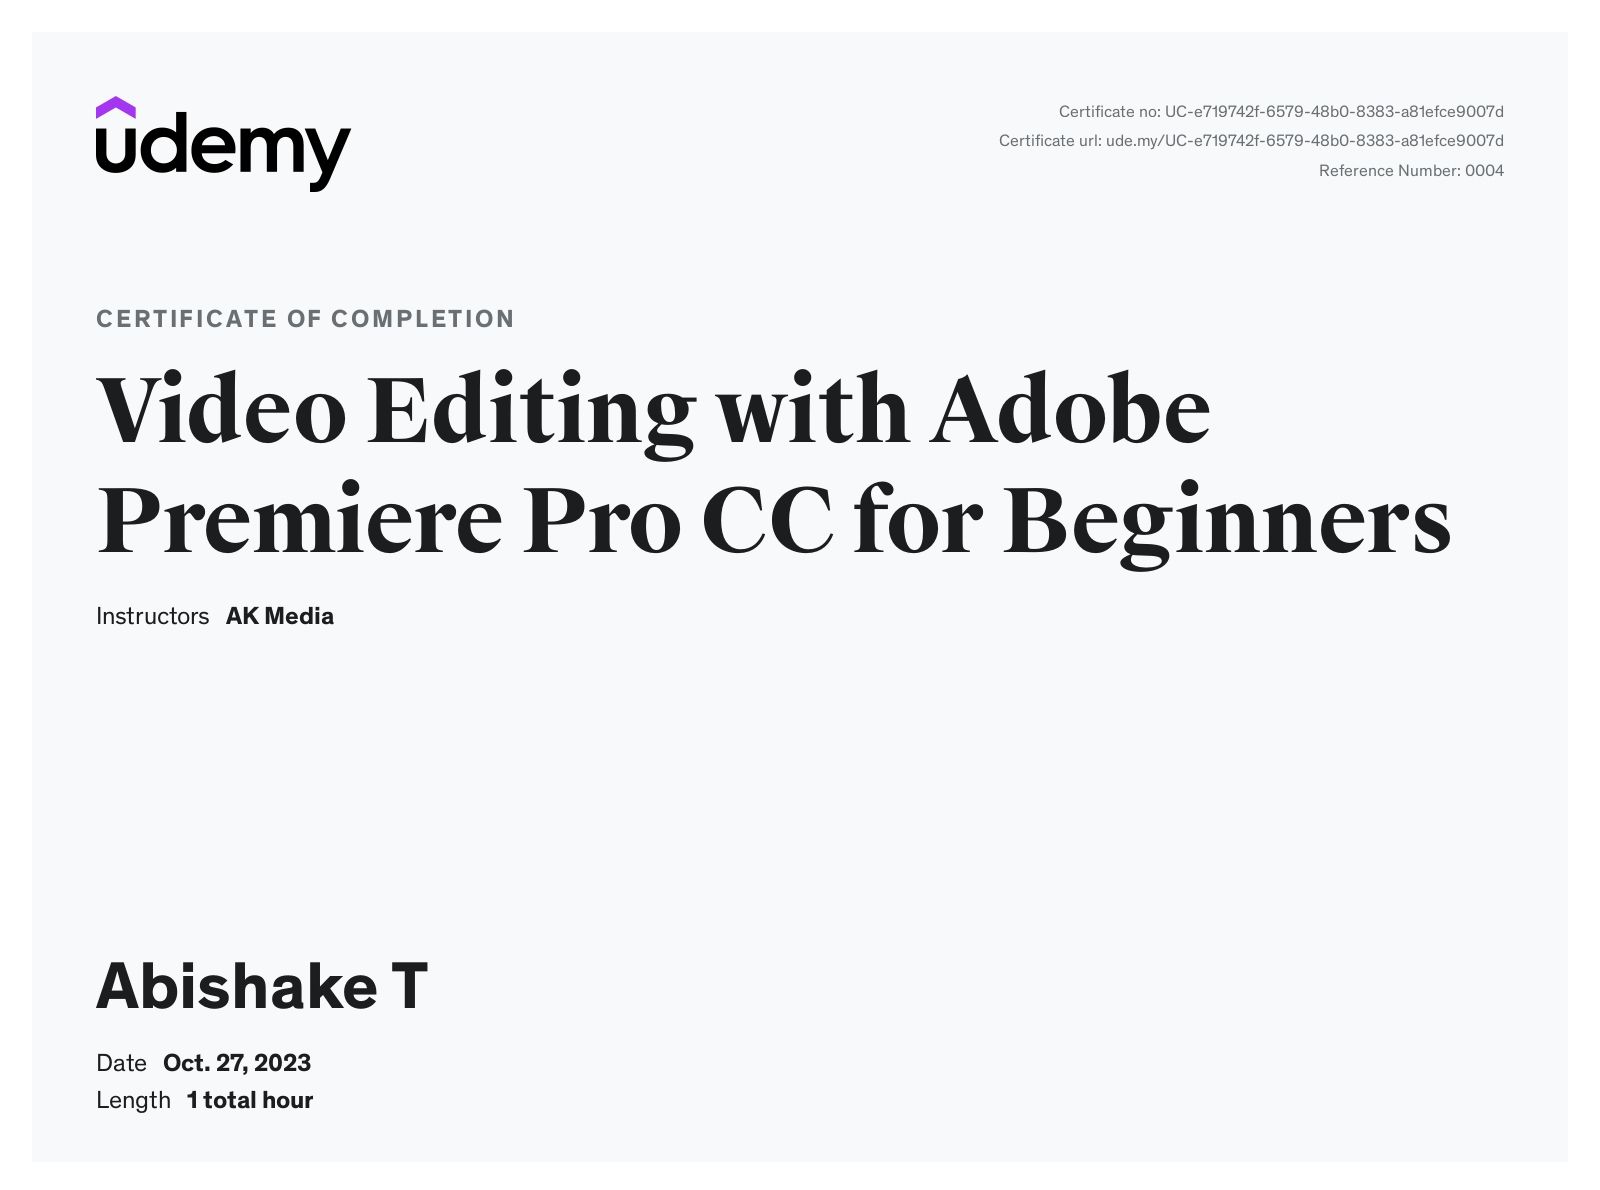 udemy
Certificate no: UC-e719742f-6579-48b0-8383-a81efce9007d
Certificate url: ude.my/UC-e719742f-6579-48b0-8383-a81efce9007d
Reference Number: 0004
CERTIFICATE OF COMPLETION
Video Editing with Adobe
Premiere Pro CC for Beginners
Instructors AK Media
Abishake T
Date Oct. 27, 2023
Length 1 total hour